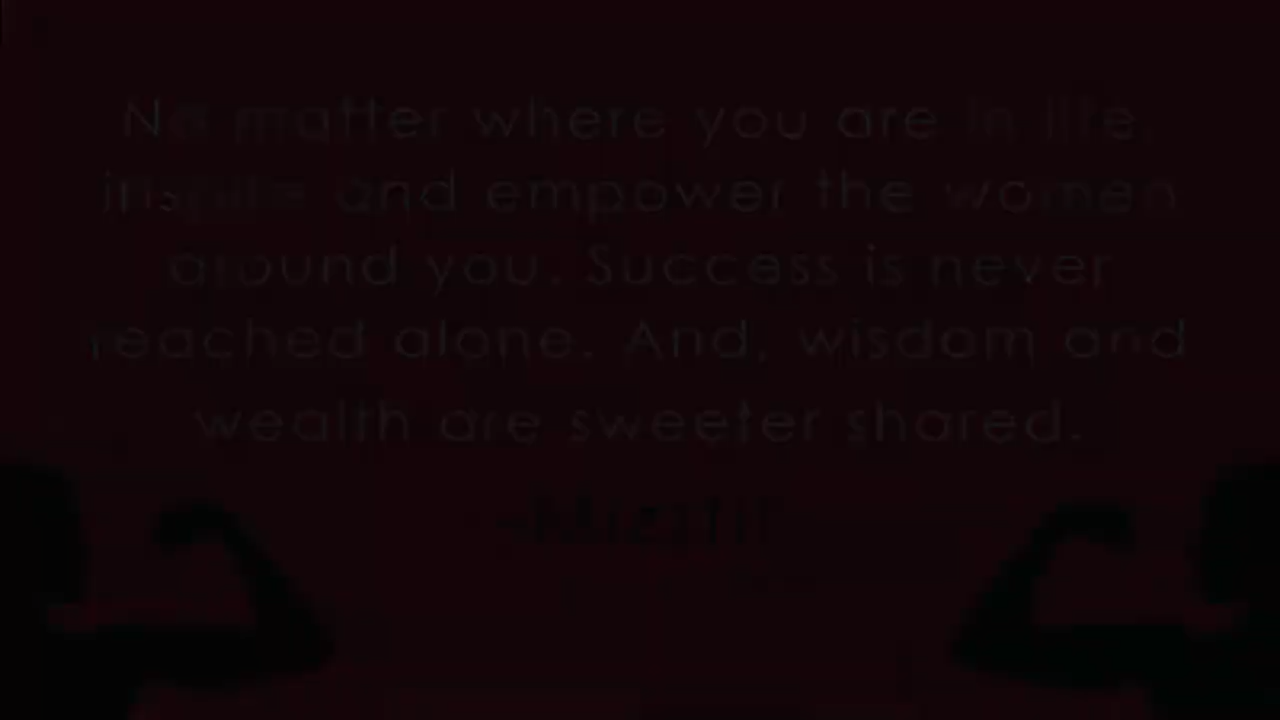 No matter where you are in life
inspire and empower the women
around you. Success is never
reached alone. And, wisdom and
wealth are sweeter shared.